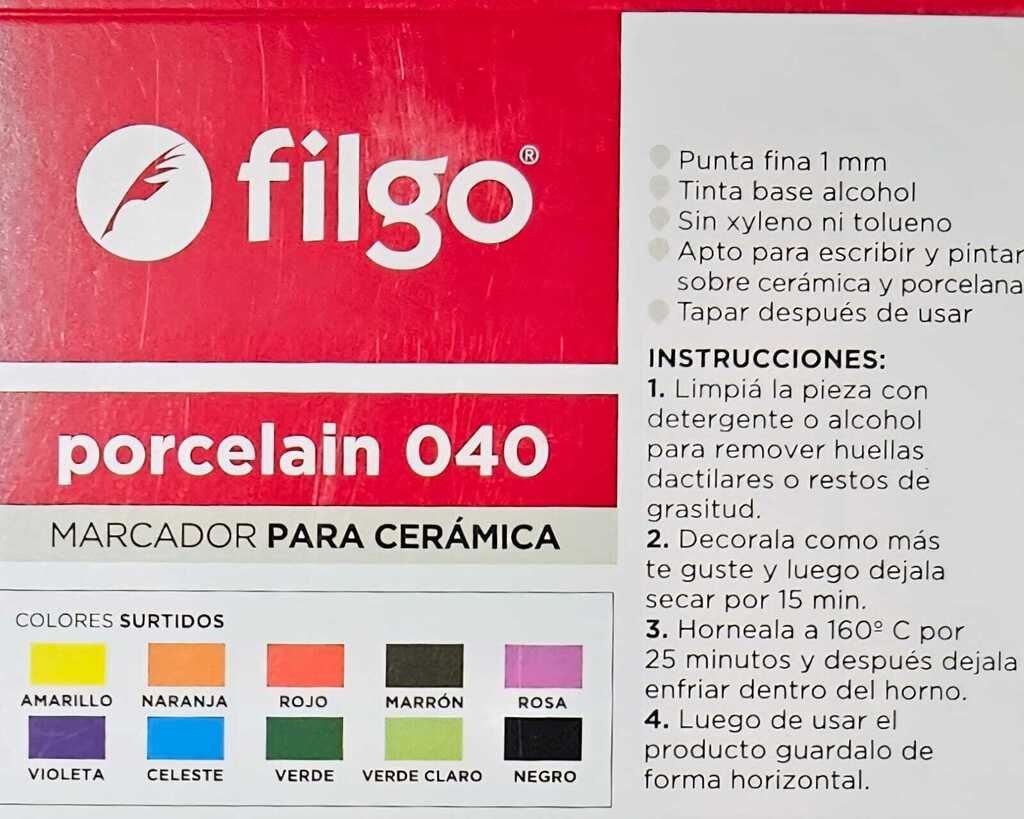 filgo®
porcelain 040
MARCADOR PARA CERÁMICA
COLORES SURTIDOS
AMARILLO NARANJA ROJO MARRÓN ROSA
VIOLETA CELESTE VERDE VERDE CLARO NEGRO
Punta fina 1 mm
Tinta base alcohol
Sin xyleno ni tolueno
Apto para escribir y pintar
sobre cerámica y porcelana
Tapar después de usar
INSTRUCCIONES:
1. Limpiá la pieza con
detergente o alcohol
para remover huellas
dactilares o restos de
grasitud.
2. Decorala como más
te guste y luego dejala
secar por 15 min.
3. Horneala a 160º C por
25 minutos y después dejala
enfriar dentro del horno.
4. Luego de usar el
producto guardalo de
forma horizontal.